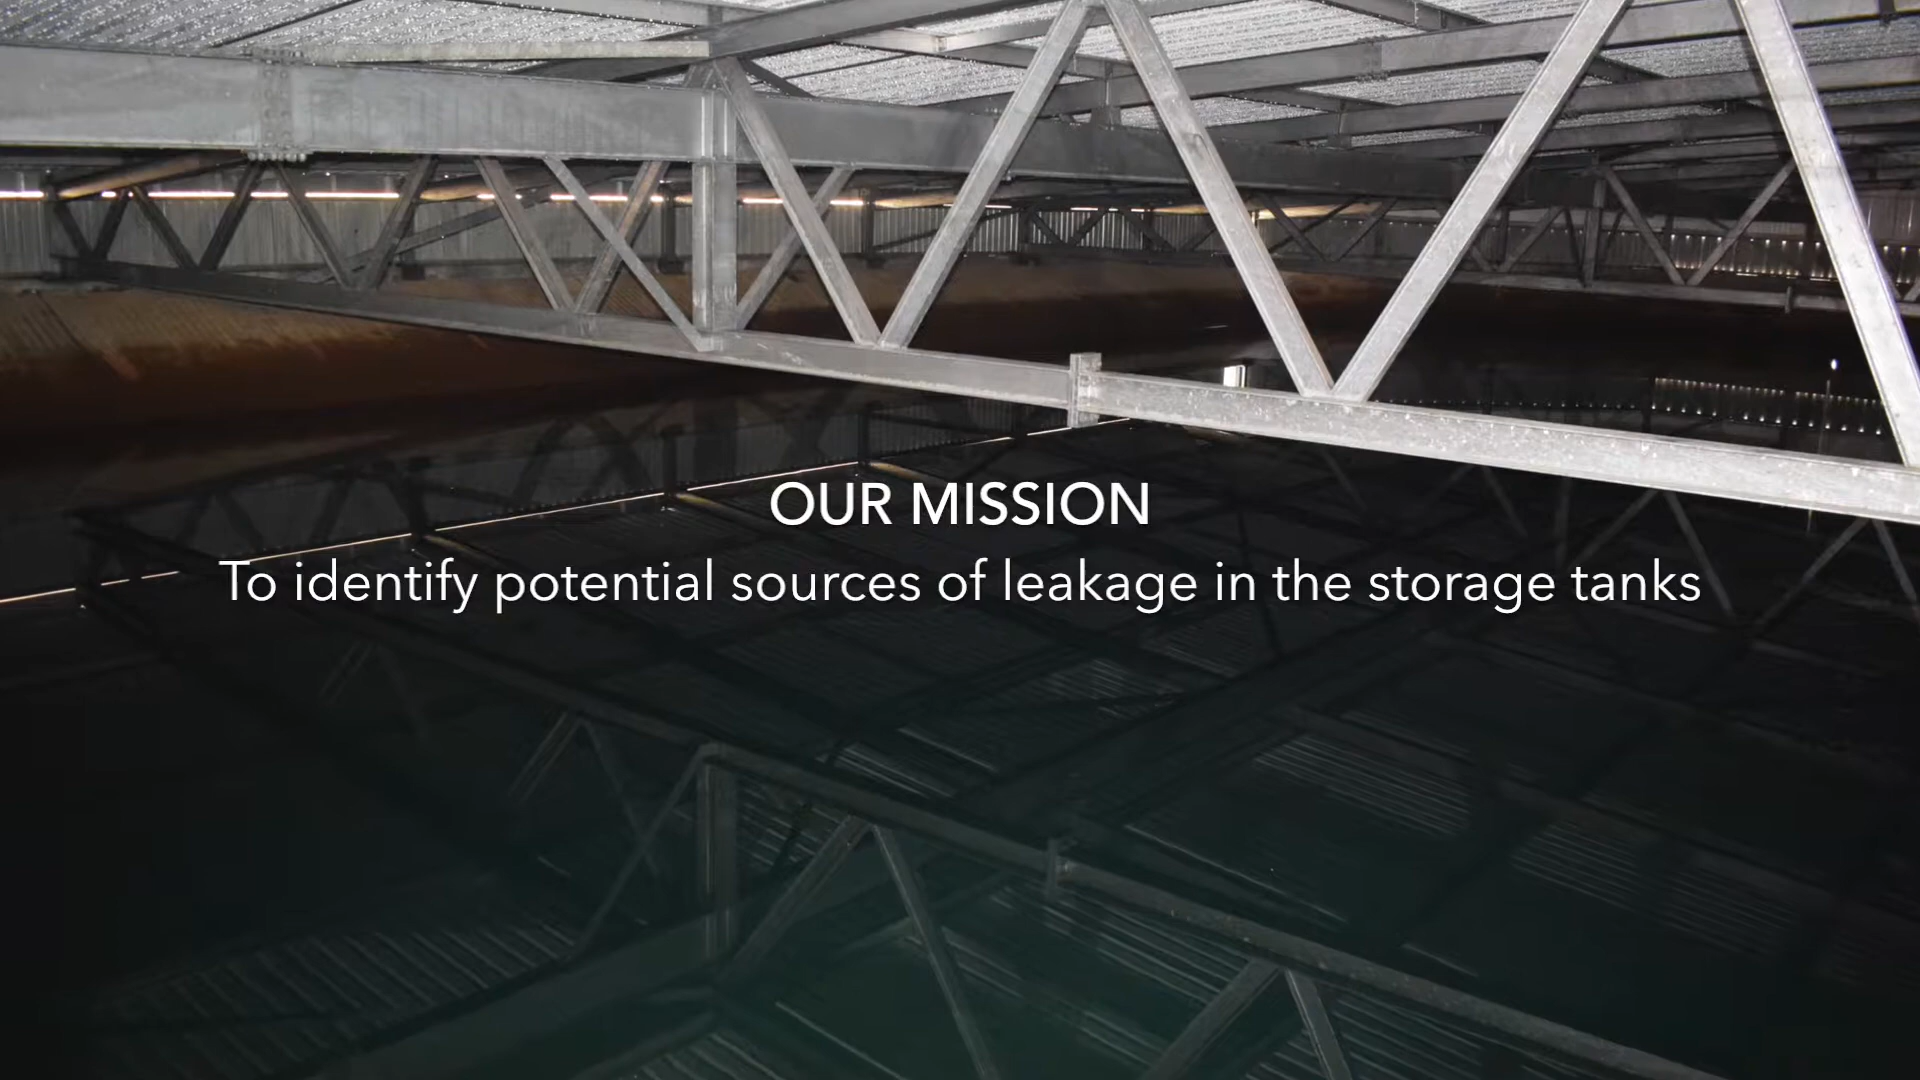 OUR MISSION
To identify potential sources of leakage in the storage tanks